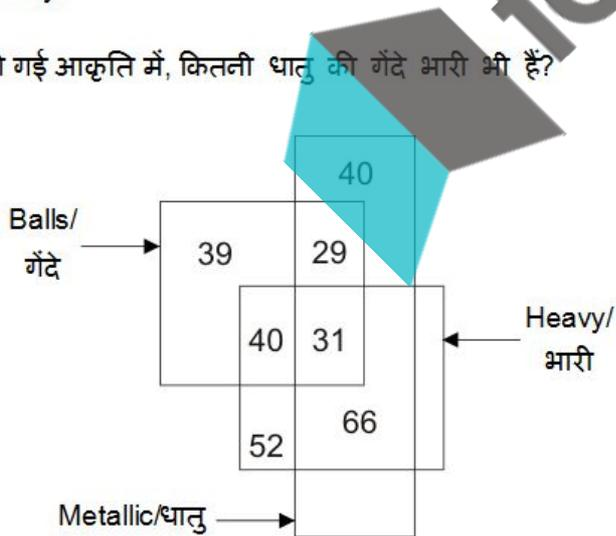 गई आकृति में, कितनी धातु की गेंदे भारी भी हैं?
40
Balls/
गेंदे
39
29
Heavy/
भारी
40
31
66
52
Metallic/धातु